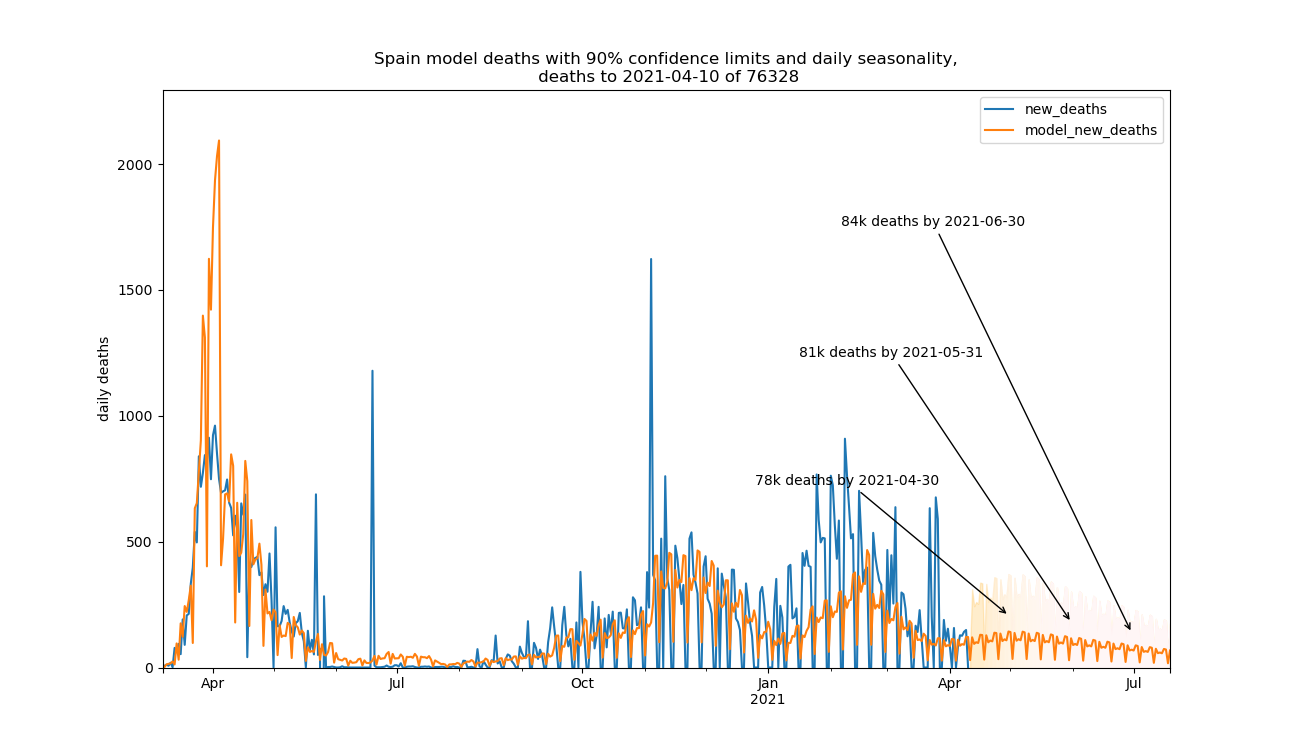 Spain model deaths with 90% confidence limits and daily seasonality,
deaths to 2021-04-10 of 76328
new_deaths
model_new_deaths
2000
1500
1000
500
0
daily deaths
84k deaths by 2021-06-30
81k deaths by 2021-05-31
78k deaths by 2021-04-30
Apr
Jul
Oct
Jan
2021
Apr
Jul